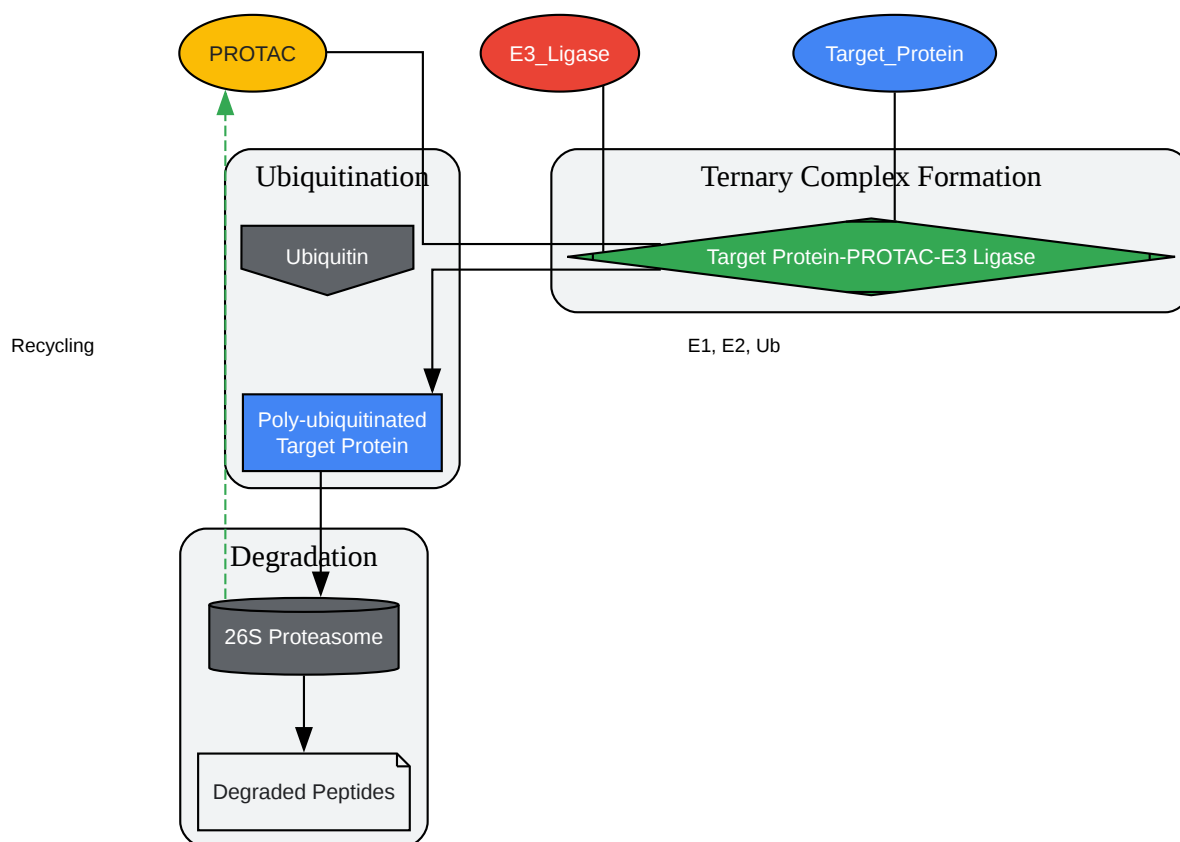 PROTAC
E3_Ligase
Target_Protein
Ubiquitination
Ternary Complex Formation
Ubiquitin
Target Protein-PROTAC-E3 Ligase
Recycling
E1, E2, Ub
Poly-ubiquitinated
Target Protein
Degradation
26S Proteasome
Degraded Peptides